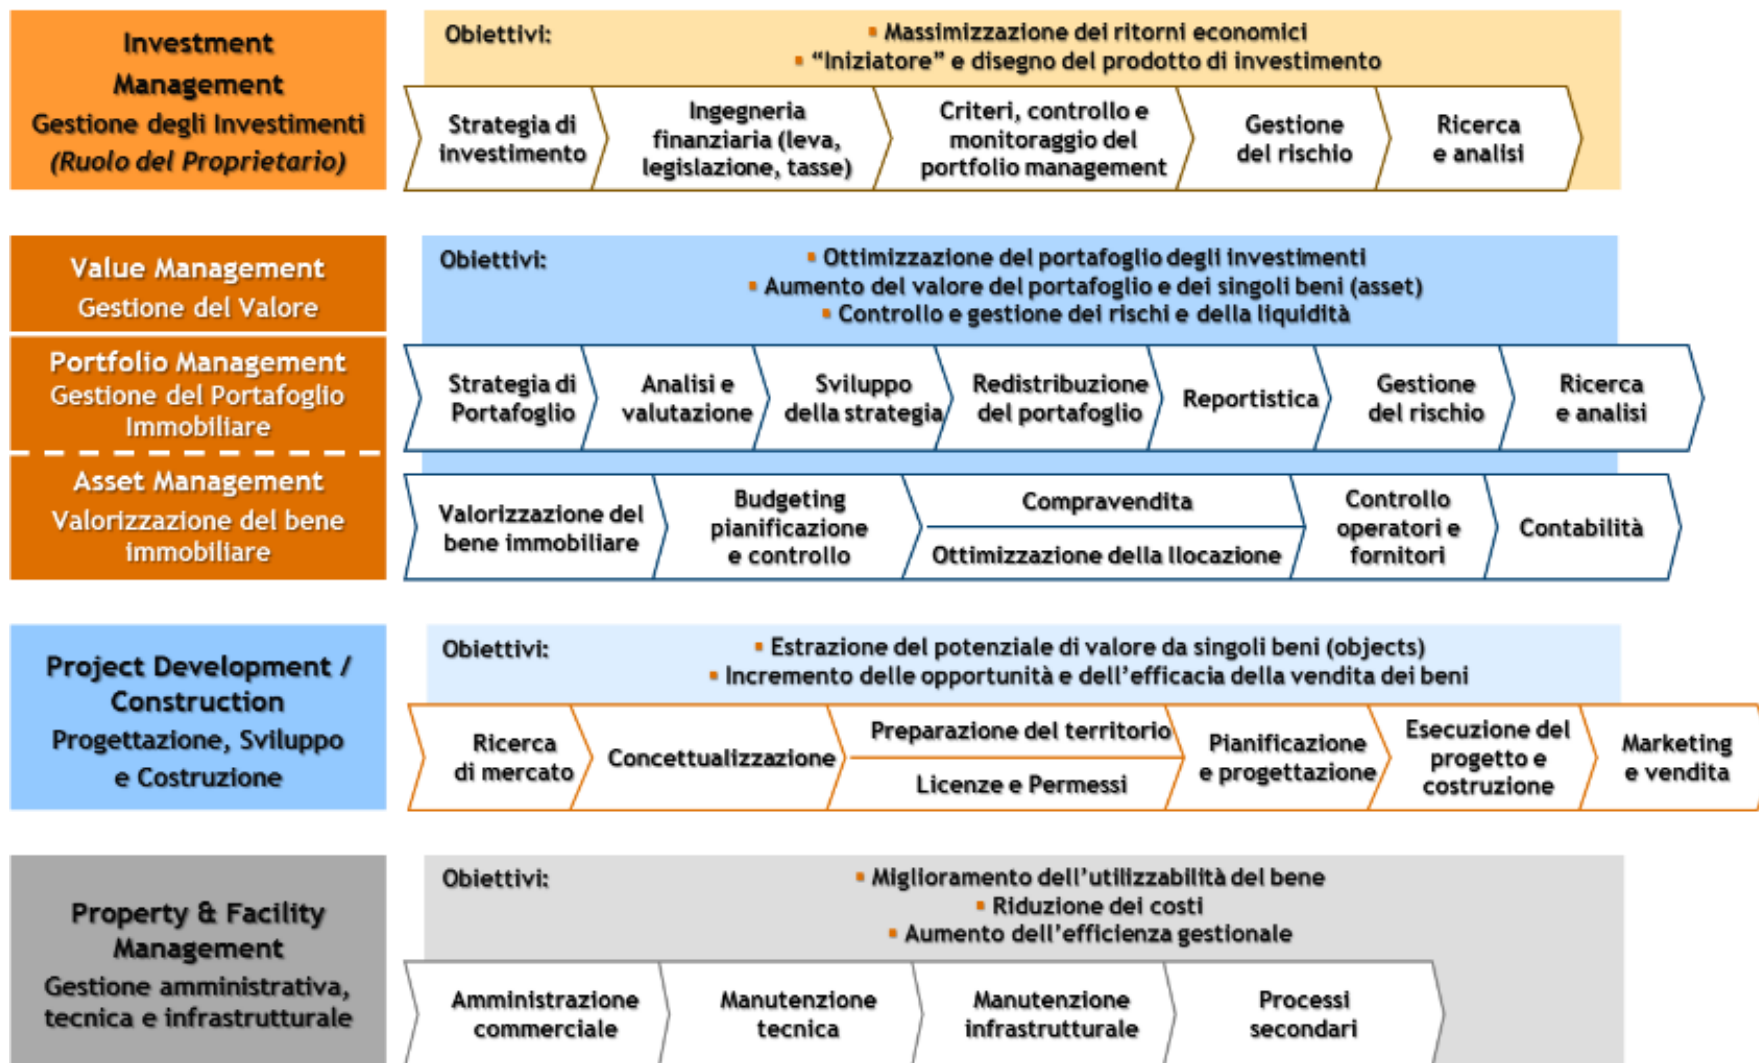 Investment
Management
Gestione degli Investimenti
(Ruolo del Proprietario)
Obiettivi:
▪ Massimizzazione dei ritorni economici
▪ “Iniziatore” e disegno del prodotto di investimento
Strategia di
investimento
Ingegneria
finanziaria (leva,
legislazione, tasse)
Criteri, controllo e
monitoraggio del
portfolio management
Gestione
del rischio
Ricerca
e analisi
Value Management
Gestione del Valore
Obiettivi:
▪ Ottimizzazione del portafoglio degli investimenti
▪ Aumento del valore del portafoglio e dei singoli beni (asset)
▪ Controllo e gestione dei rischi e della liquidità
Portfolio Management
Gestione del Portafoglio
Immobiliare
Strategia di
Portafoglio
Analisi e
valutazione
Sviluppo
della strategia
Redistribuzione
del portafoglio
Reportistica
Gestione
del rischio
Ricerca
e analisi
Asset Management
Valorizzazione del bene
immobiliare
Valorizzazione del
bene immobiliare
Budgeting
pianificazione
e controllo
Compravendita
Ottimizzazione della llocazione
Controllo
operatori e
fornitori
Contabilità
Project Development /
Construction
Progettazione, Sviluppo
e Costruzione
Obiettivi:
▪ Estrazione del potenziale di valore da singoli beni (objects)
▪ Incremento delle opportunità e dell’efficacia della vendita dei beni
Ricerca
di mercato
Concettualizzazione
Preparazione del territorio
Licenze e Permessi
Pianificazione
e progettazione
Esecuzione del
progetto e
costruzione
Marketing
e vendita
Property & Facility
Management
Gestione amministrativa,
tecnica e infrastrutturale
Obiettivi:
▪ Miglioramento dell’utilizzabilità del bene
▪ Riduzione dei costi
▪ Aumento dell’efficienza gestionale
Amministrazione
commerciale
Manutenzione
tecnica
Manutenzione
infrastrutturale
Processi
secondari